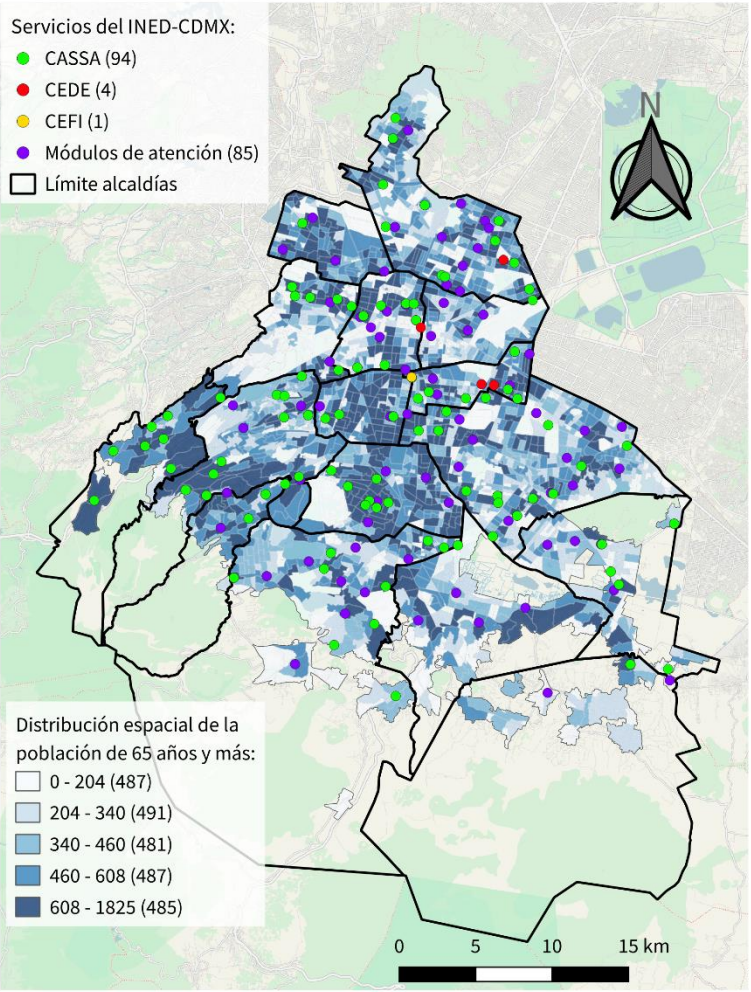 Servicios del INED-CDMX:
CASSA (94)
CEDE (4)
CEFI (1)
Módulos de atención (85)
Límite alcaldías
N
Distribución espacial de la
población de 65 años y más:
0 - 204 (487)
204 - 340 (491)
340 - 460 (481)
460 - 608 (487)
608 - 1825 (485)
0 5 10 15 km